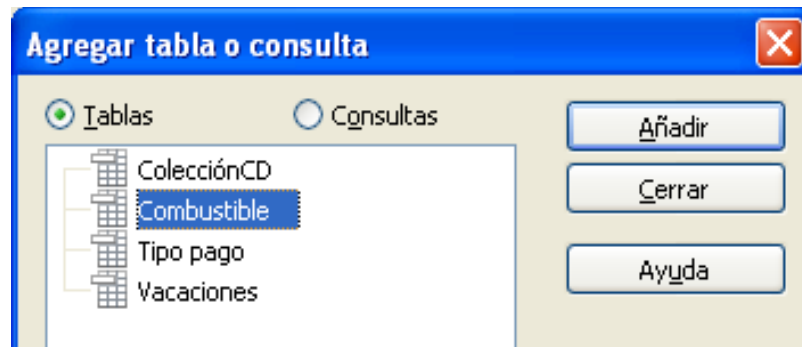 Agregar tabla o consulta
Tablas Consultas
Añadir
ColecciónCD
Cerrar
Combustible
Tipo pago
Ayuda
Vacaciones